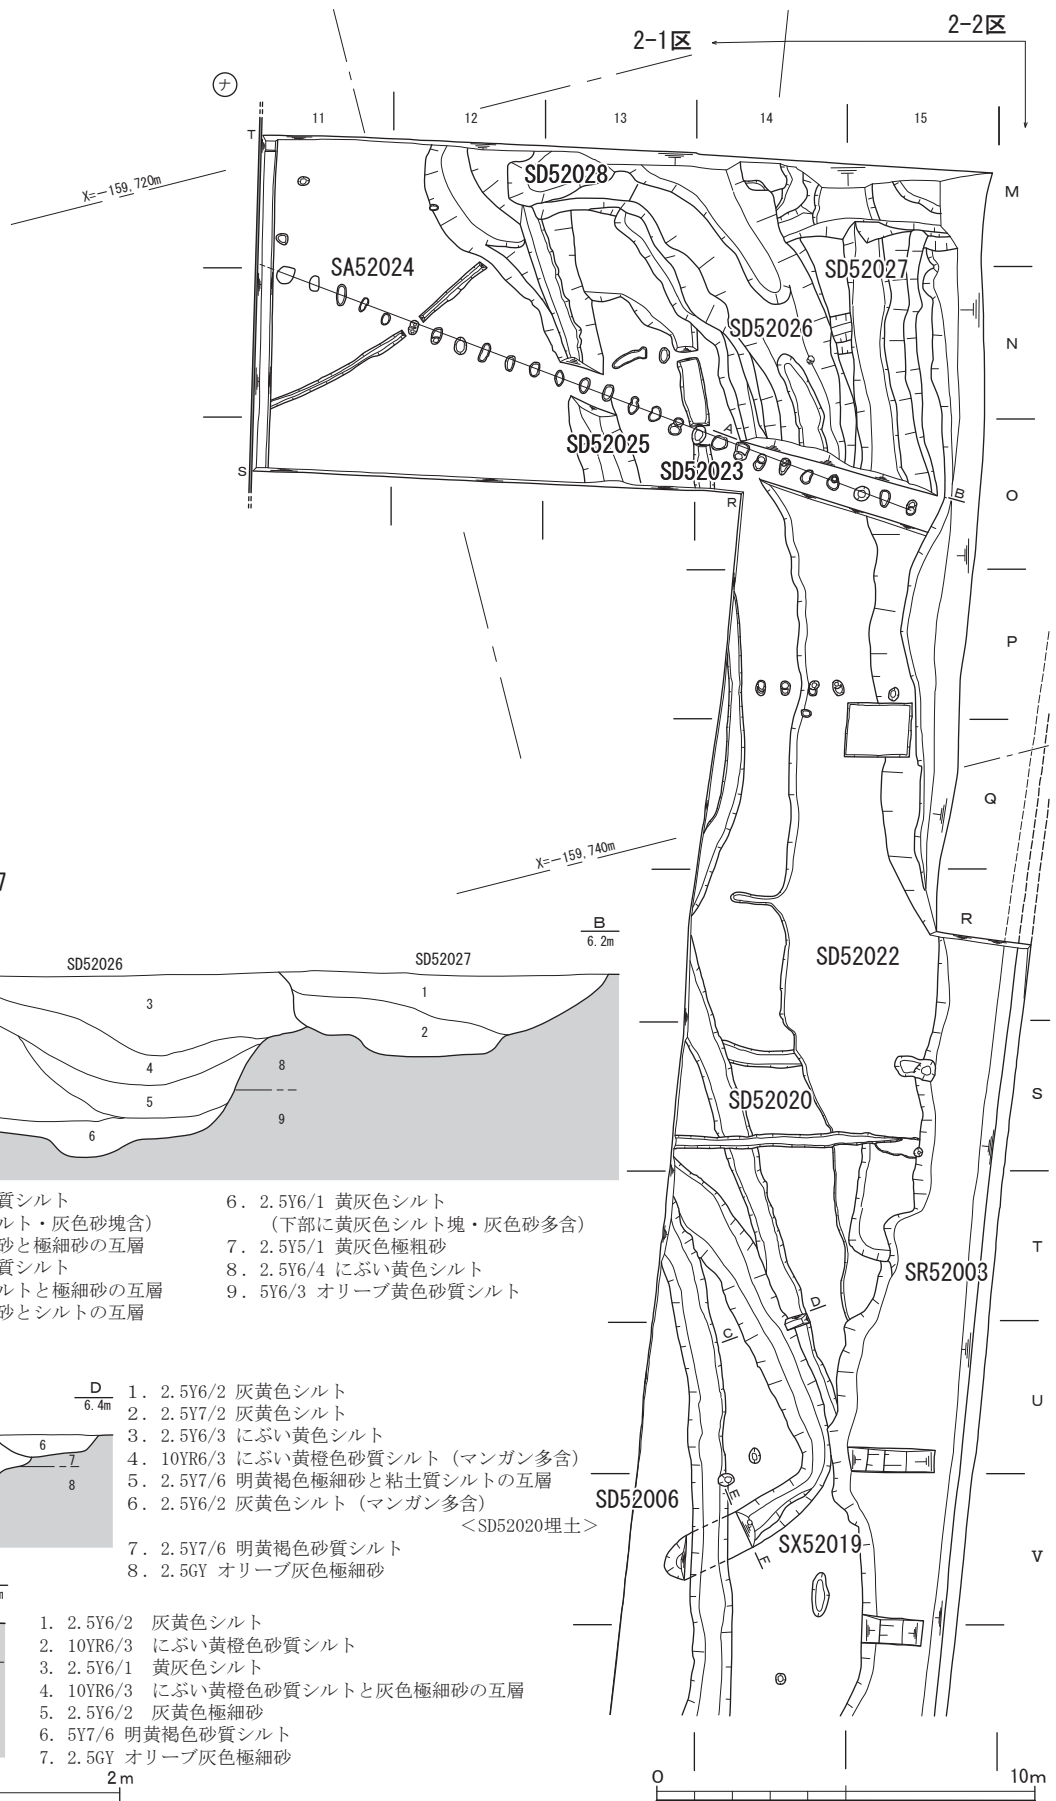 2-1区
2-2区
ナ
11
12
13
14
15
T
M
SD52028
X=-159,720m
SA52024
SD52027
SD52026
N
A
SD52025
SD52023
S
R
B
O
P
Q
X=-159,740m
7
R
B
6.2m
SD52026
SD52027
SD52022
1
3
2
4
8
5
9
6
S
SD52020
質シルト
ルト・灰色砂塊含)
砂と極細砂の互層
質シルト
ルトと極細砂の互層
砂とシルトの互層
6. 2.5Y6/1 黄灰色シルト
(下部に黄灰色シルト塊・灰色砂多含)
7. 2.5Y5/1 黄灰色極粗砂
8. 2.5Y6/4 にぶい黄色シルト
9. 5Y6/3 オリーブ黄色砂質シルト
T
SR52003
D
C
U
D
6.4m
6
7
8
1. 2.5Y6/2 灰黄色シルト
2. 2.5Y7/2 灰黄色シルト
3. 2.5Y6/3 にぶい黄色シルト
4. 10YR6/3 にぶい黄橙色砂質シルト(マンガン多含)
5. 2.5Y7/6 明黄褐色極細砂と粘土質シルトの互層
6. 2.5Y6/2 灰黄色シルト(マンガン多含)
<SD52020埋土>
7. 2.5Y7/6 明黄褐色砂質シルト
8. 2.5GY オリーブ灰色極細砂
SD52006
E
F
SX52019
V
m
1. 2.5Y6/2 灰黄色シルト
2. 10YR6/3 にぶい黄橙色砂質シルト
3. 2.5Y6/1 黄灰色シルト
4. 10YR6/3 にぶい黄橙色砂質シルトと灰色極細砂の互層
5. 2.5Y6/2 灰黄色極細砂
6. 5Y7/6 明黄褐色砂質シルト
7. 2.5GY オリーブ灰色極細砂
2m
0
10m